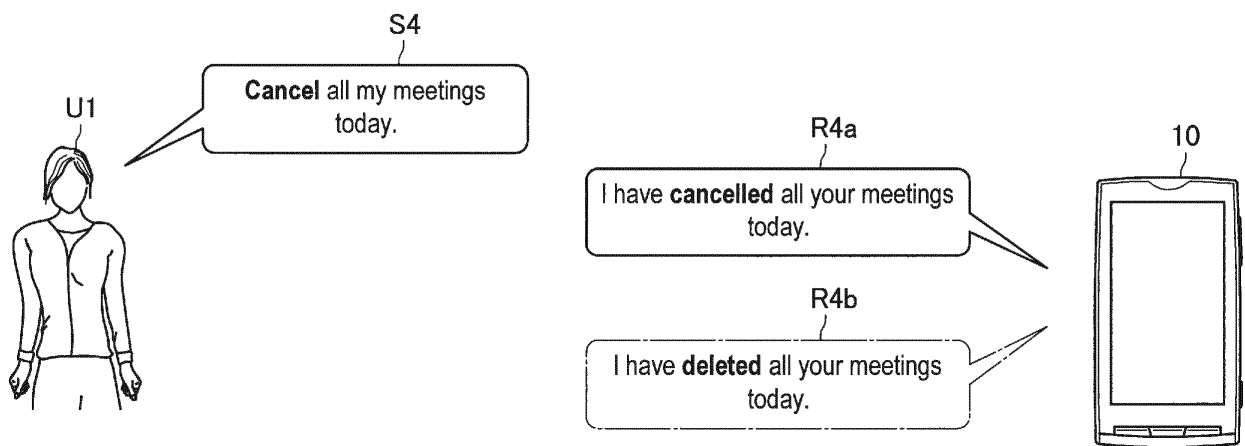 S4
Cancel all my meetings
today.
U1
R4a
I have cancelled all your meetings
today.
10
R4b
I have deleted all your meetings
today.